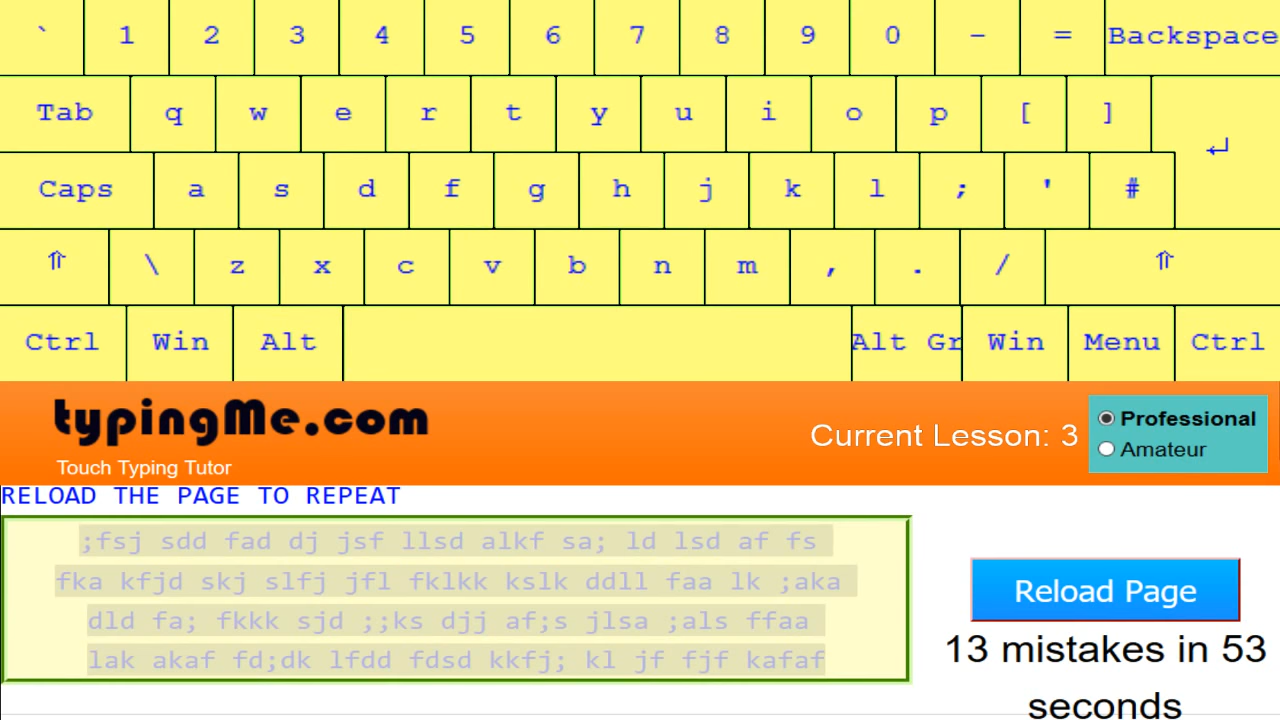 ` 1 2 3 4 5 6 7 8 9 0 - = Backspace
Tab q w e r t y u i o p [ ] ↵
Caps a s d f g h j k l ; ' #
⇑ \ z x c v b n m , . / ⇑
Ctrl Win Alt Alt Gr Win Menu Ctrl
typingMe.com
Touch Typing Tutor
Current Lesson: 3
Professional
Amateur
RELOAD THE PAGE TO REPEAT
;fsj sdd fad dj jsf llsd alkf sa; ld lsd af fs
fka kfjd skj slfj jfl fklkk kslk ddll faa lk ;aka
dld fa; fkkk sjd ;;ks djj af;s jlsa ;als ffaa
lak akaf fd;dk lfdd fdsd kkfj; kl jf fjf kafaf
Reload Page
13 mistakes in 53
seconds